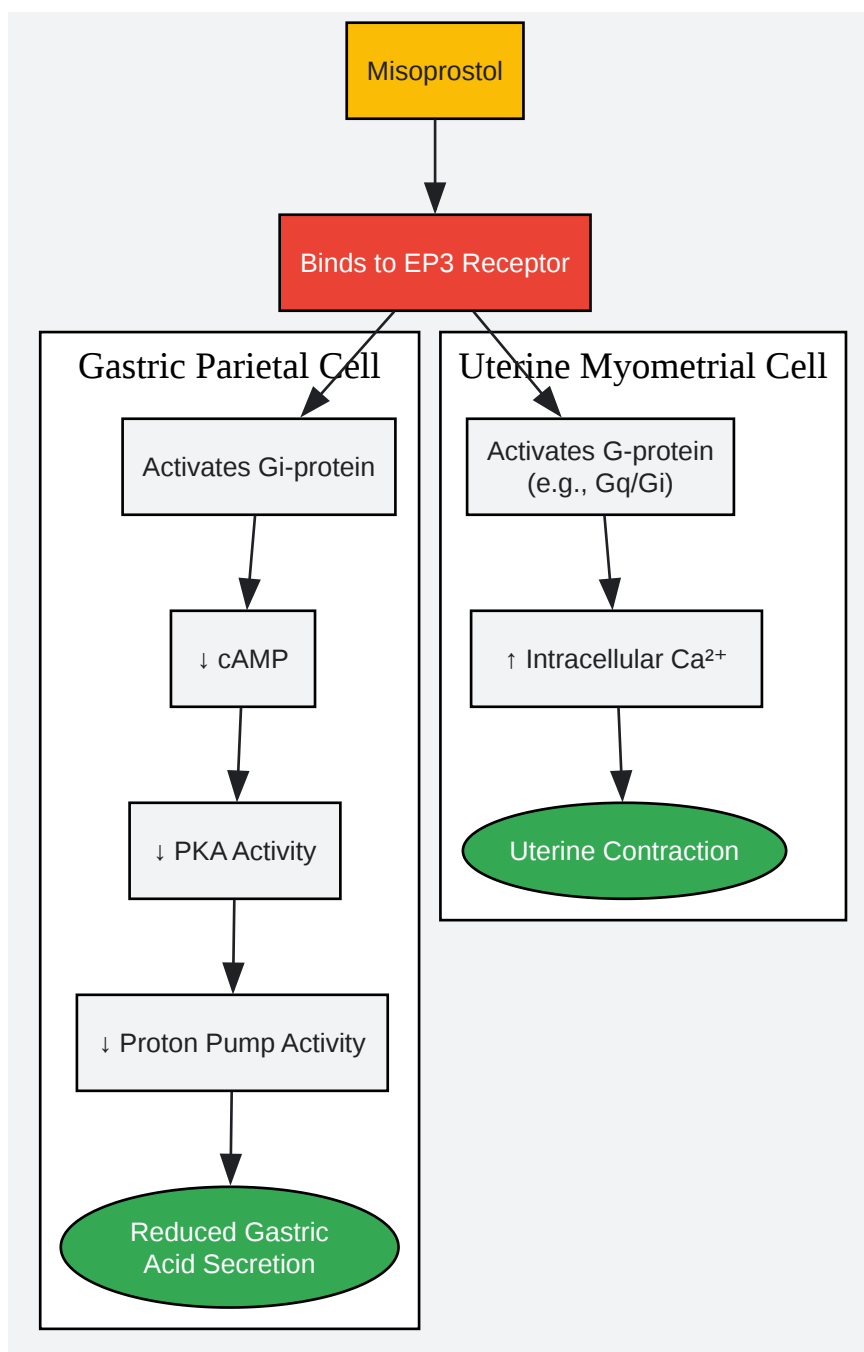 Misoprostol
Binds to EP3 Receptor
Gastric Parietal Cell
Activates Gi-protein
↓ cAMP
↓ PKA Activity
↓ Proton Pump Activity
Reduced Gastric
Acid Secretion
Uterine Myometrial Cell
Activates G-protein
(e.g., Gq/Gi)
↑ Intracellular Ca²⁺
Uterine Contraction